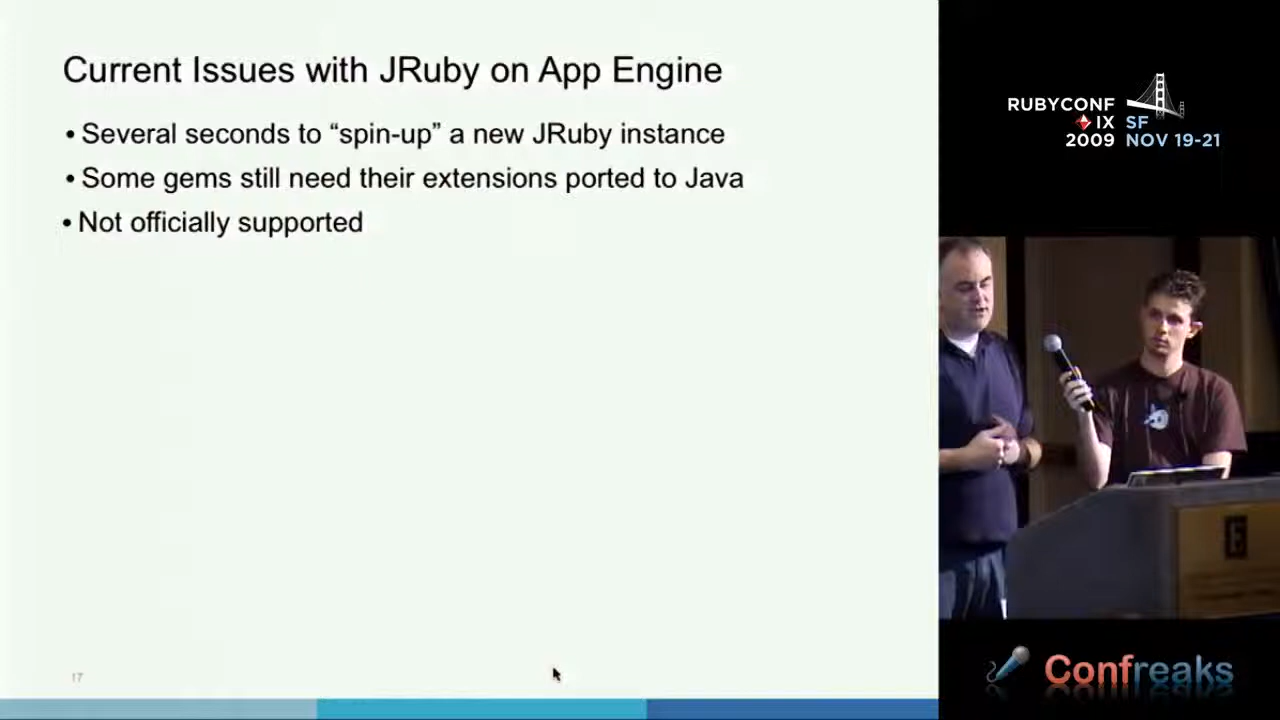 Current Issues with JRuby on App Engine
• Several seconds to “spin-up” a new JRuby instance
• Some gems still need their extensions ported to Java
• Not officially supported
17
RUBYCONF
IX SF
2009 NOV 19-21
E
Confreaks